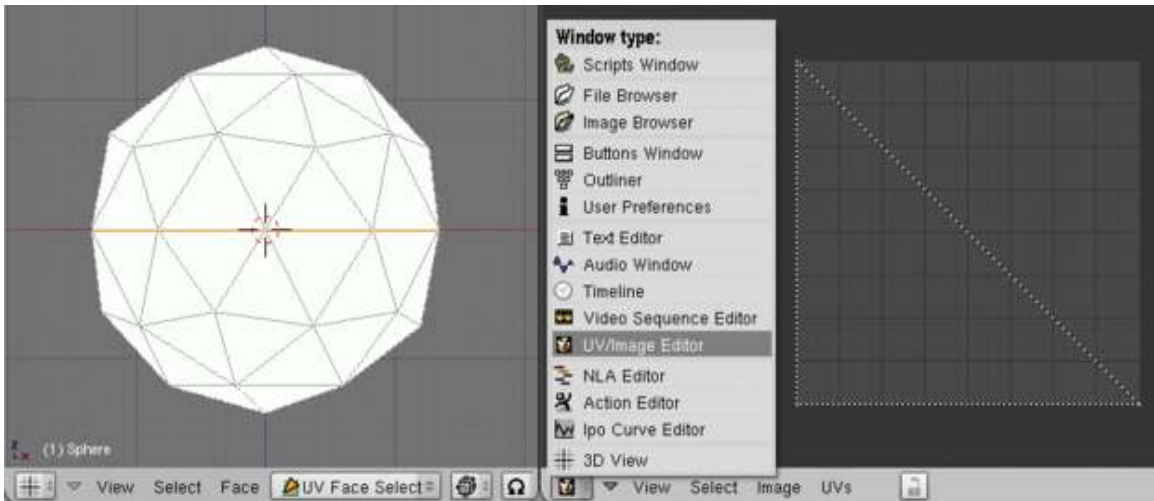 Window type:
Scripts Window
File Browser
Image Browser
Buttons Window
Outliner
User Preferences
Text Editor
Audio Window
Timeline
Video Sequence Editor
UV/Image Editor
NLA Editor
Action Editor
Ipo Curve Editor
3D View
z
x
(1) Sphere
View Select Face UV Face Select
View Select Image UVs